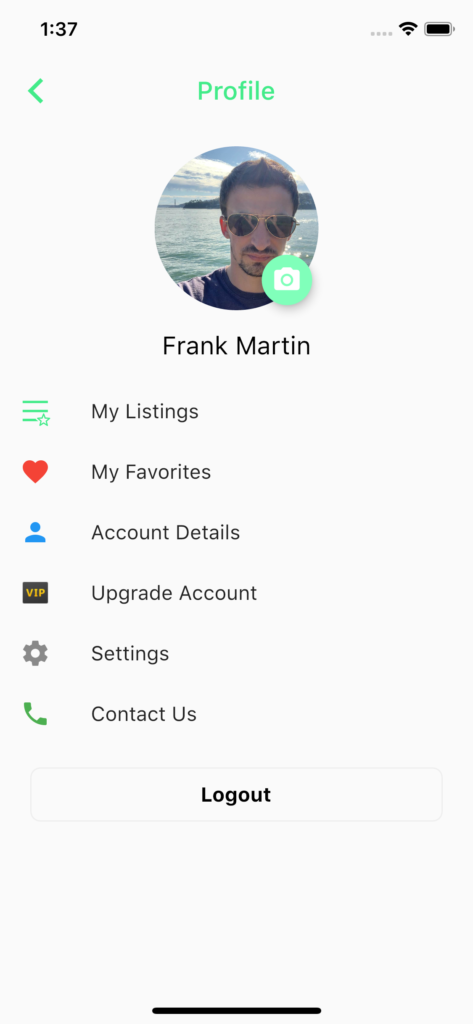 1:37
Profile
Frank Martin
My Listings
My Favorites
Account Details
VIP
Upgrade Account
Settings
Contact Us
Logout